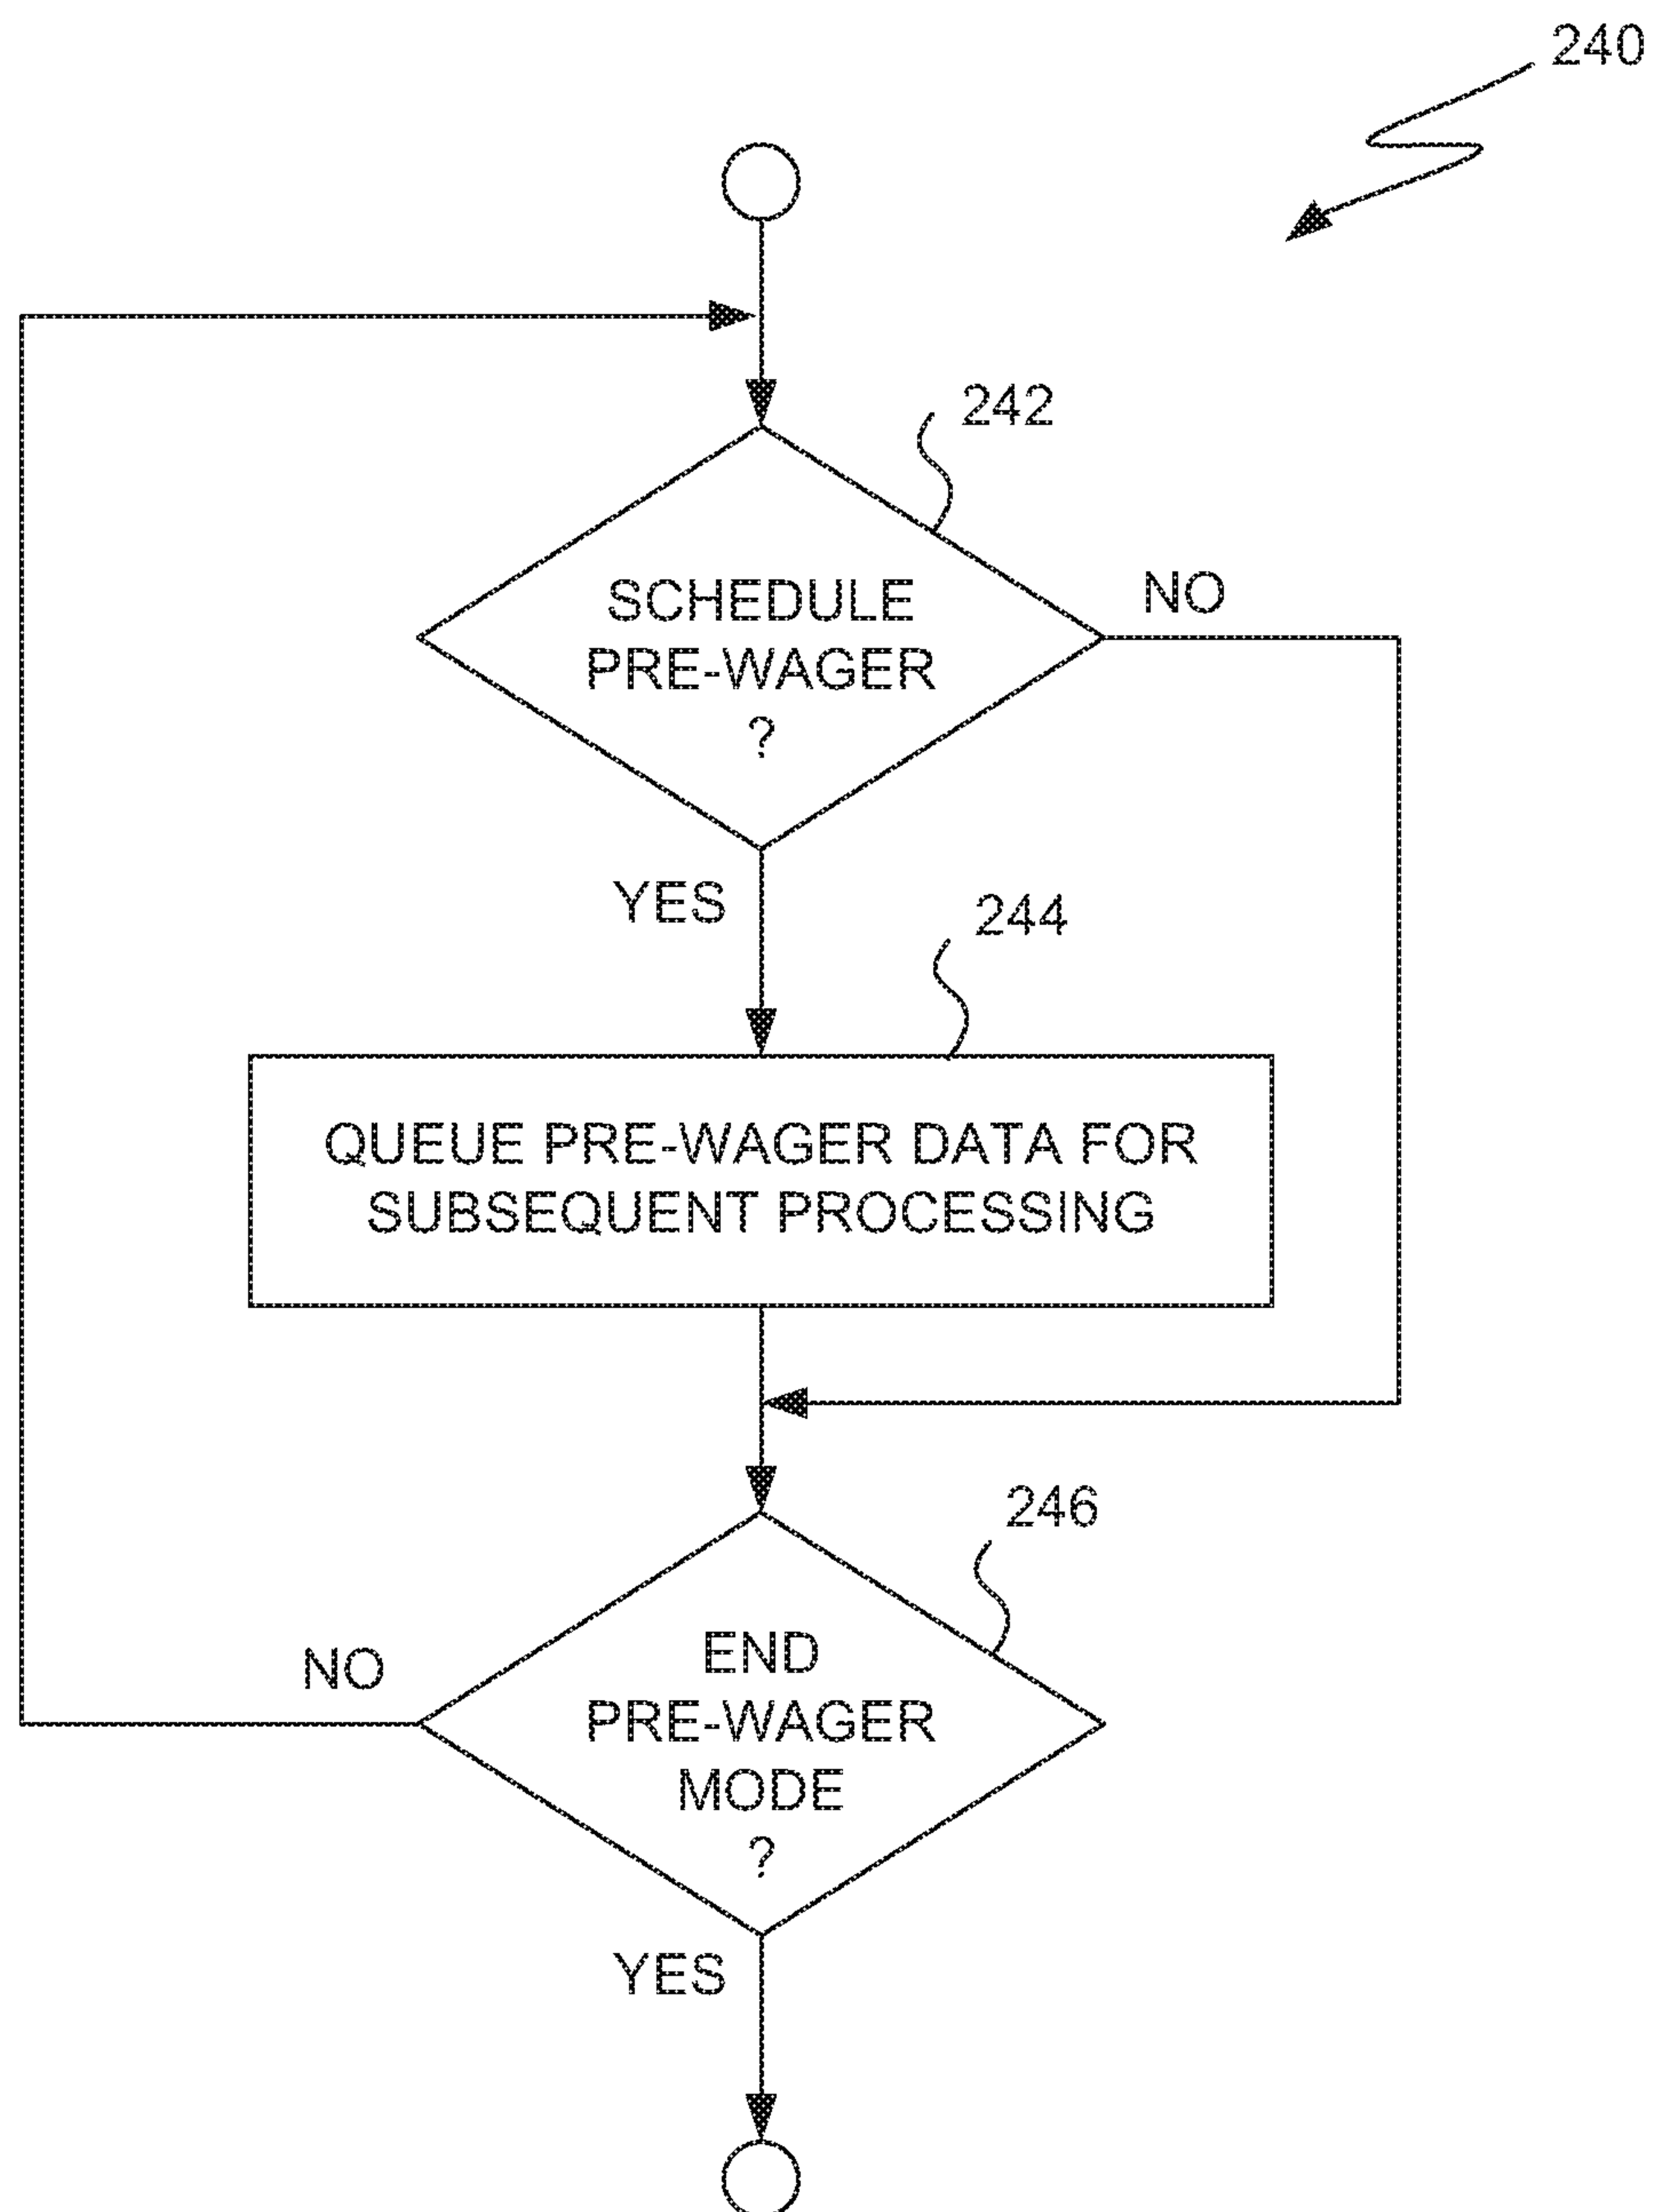 240
242
SCHEDULE
PRE-WAGER
?
NO
YES
244
QUEUE PRE-WAGER DATA FOR
SUBSEQUENT PROCESSING
246
END
PRE-WAGER
MODE
?
NO
YES